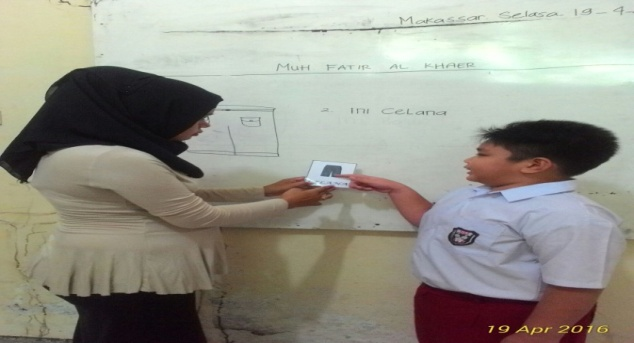 Makassar Selasa 19-4-
MUH FATIR AL KHAER
2. Ini Celana
19 Apr 2016